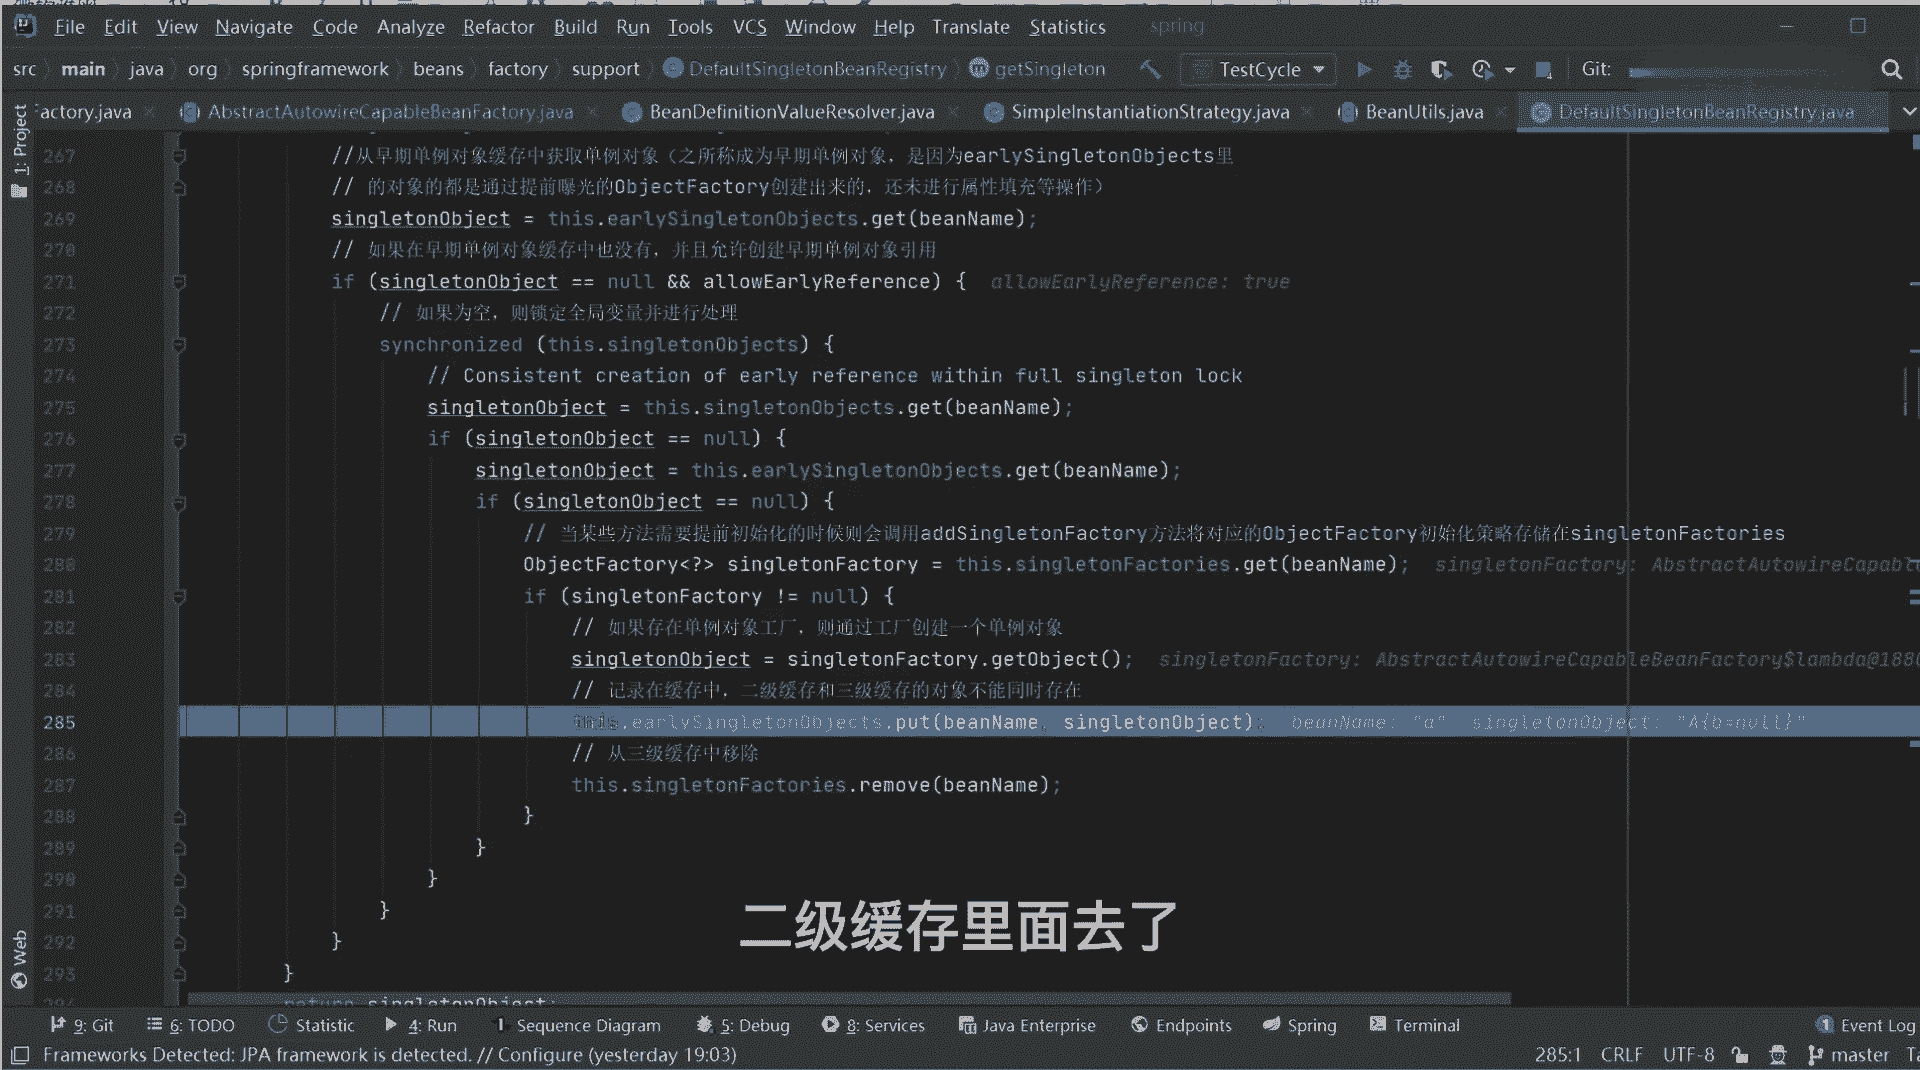 File Edit View Navigate Code Analyze Refactor Build Run Tools VCS Window Help Translate Statistics spring
src main java org springframework beans factory support DefaultSingletonBeanRegistry getSingleton TestCycle Git:
Factory.java AbstractAutowireCapableBeanFactory.java BeanDefinitionValueResolver.java SimpleInstantiationStrategy.java BeanUtils.java DefaultSingletonBeanRegistry.java
1: Project
267 //从早期单例对象缓存中获取单例对象（之所称成为早期单例对象，是因为earlySingletonObjects里
268 // 的对象的都是通过提前曝光的ObjectFactory创建出来的，还未进行属性填充等操作）
269 singletonObject = this.earlySingletonObjects.get(beanName);
270 // 如果在早期单例对象缓存中也没有，并且允许创建早期单例对象引用
271 if (singletonObject == null && allowEarlyReference) { allowEarlyReference: true
272 // 如果为空，则锁定全局变量并进行处理
273 synchronized (this.singletonObjects) {
274 // Consistent creation of early reference within full singleton lock
275 singletonObject = this.singletonObjects.get(beanName);
276 if (singletonObject == null) {
277 singletonObject = this.earlySingletonObjects.get(beanName);
278 if (singletonObject == null) {
279 // 当某些方法需要提前初始化的时候则会调用addSingletonFactory方法将对应的ObjectFactory初始化策略存储在singletonFactories
280 ObjectFactory<?> singletonFactory = this.singletonFactories.get(beanName); singletonFactory: AbstractAutowireCapable
281 if (singletonFactory != null) {
282 // 如果存在单例对象工厂，则通过工厂创建一个单例对象
283 singletonObject = singletonFactory.getObject(); singletonFactory: AbstractAutowireCapableBeanFactory$lambda@1880
284 // 记录在缓存中，二级缓存和三级缓存的对象不能同时存在
285 this.earlySingletonObjects.put(beanName, singletonObject); beanName: "a" singletonObject: "A{b=null}"
286 // 从三级缓存中移除
287 this.singletonFactories.remove(beanName);
288 }
289 }
290 }
291 }
292 }
293 }
294 return singletonObject;
二级缓存里面去了
Web
9: Git 6: TODO Statistic 4: Run Sequence Diagram 5: Debug 8: Services Java Enterprise Endpoints Spring Terminal 1 Event Log
Frameworks Detected: JPA framework is detected. // Configure (yesterday 19:03) 285:1 CRLF UTF-8 master